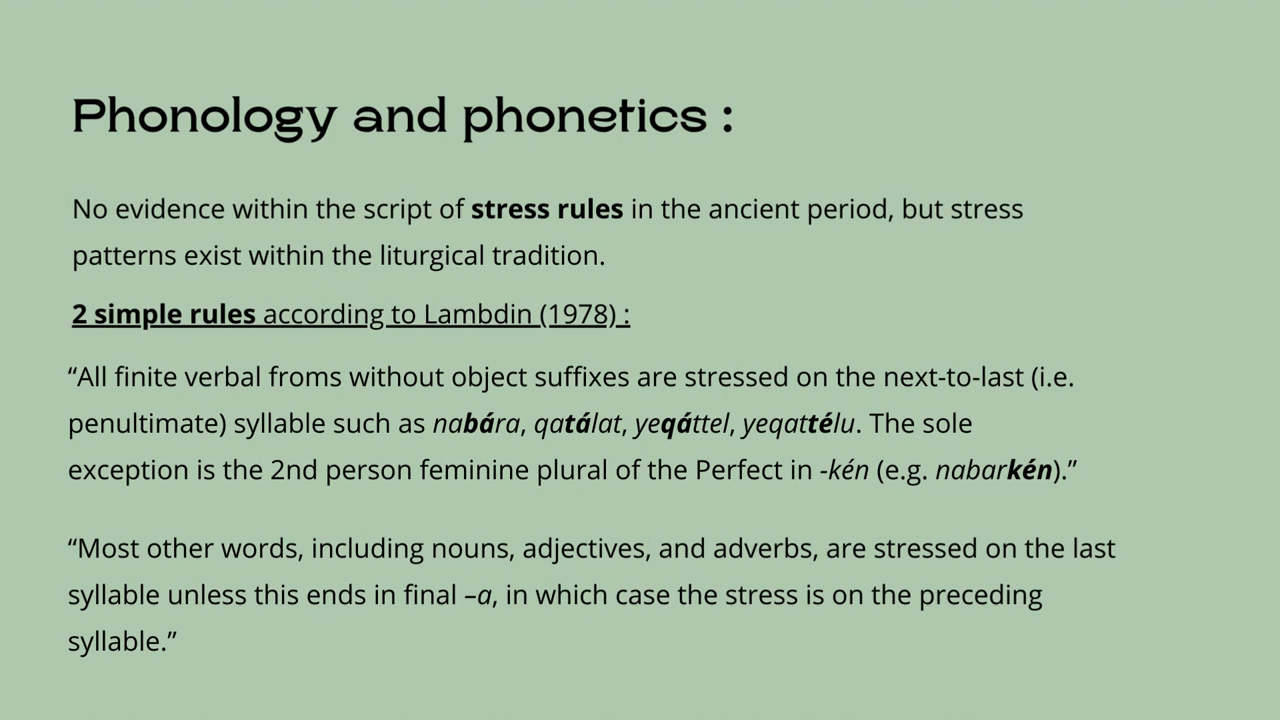 Phonology and phonetics :
No evidence within the script of stress rules in the ancient period, but stress
patterns exist within the liturgical tradition.
2 simple rules according to Lambdin (1978) :
“All finite verbal froms without object suffixes are stressed on the next-to-last (i.e.
penultimate) syllable such as nabára, qatálat, yeqáttel, yeqattélu. The sole
exception is the 2nd person feminine plural of the Perfect in -kén (e.g. nabarkén).”
“Most other words, including nouns, adjectives, and adverbs, are stressed on the last
syllable unless this ends in final –a, in which case the stress is on the preceding
syllable.”